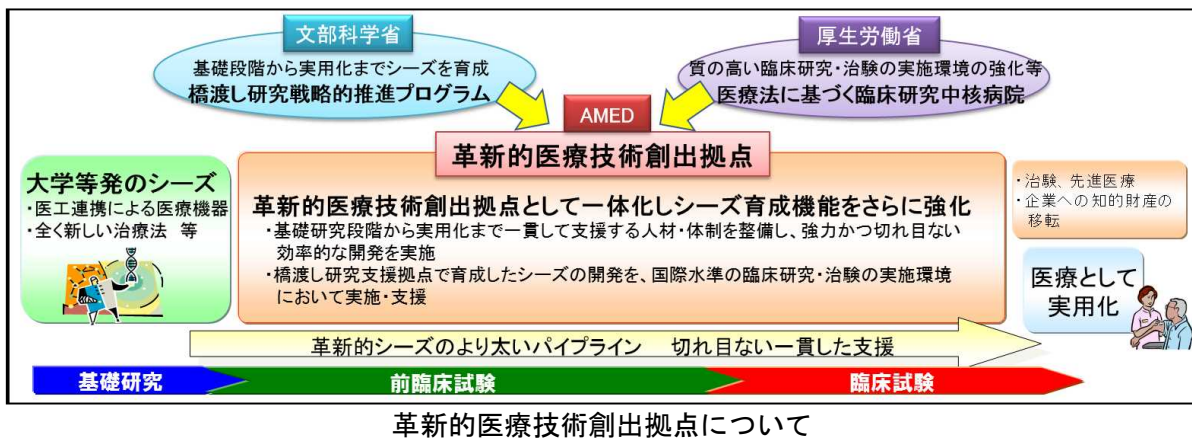 文部科学省
基礎段階から実用化までシーズを育成
橋渡し研究戦略的推進プログラム
厚生労働省
質の高い臨床研究・治験の実施環境の強化等
医療法に基づく臨床研究中核病院
AMED
革新的医療技術創出拠点
大学等発のシーズ
・医工連携による医療機器
・全く新しい治療法 等
革新的医療技術創出拠点として一体化しシーズ育成機能をさらに強化
・基礎研究段階から実用化まで一貫して支援する人材・体制を整備し、強力かつ切れ目ない
効率的な開発を実施
・橋渡し研究支援拠点で育成したシーズの開発を、国際水準の臨床研究・治験の実施環境
において実施・支援
・治験、先進医療
・企業への知的財産の
移転
医療として
実用化
革新的シーズのより太いパイプライン 切れ目ない一貫した支援
基礎研究
前臨床試験
臨床試験
革新的医療技術創出拠点について